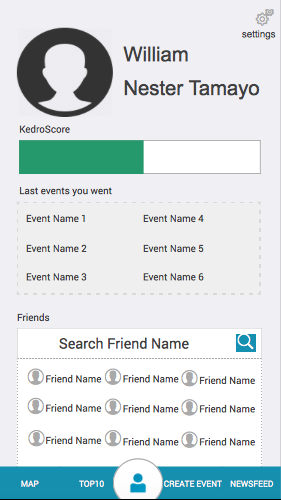 settings
William
Nester Tamayo
KedroScore
Last events you went
Event Name 1 Event Name 4
Event Name 2 Event Name 5
Event Name 3 Event Name 6
Friends
Search Friend Name
Friend Name Friend Name Friend Name
Friend Name Friend Name Friend Name
Friend Name Friend Name Friend Name
MAP TOP10 CREATE EVENT NEWSFEED